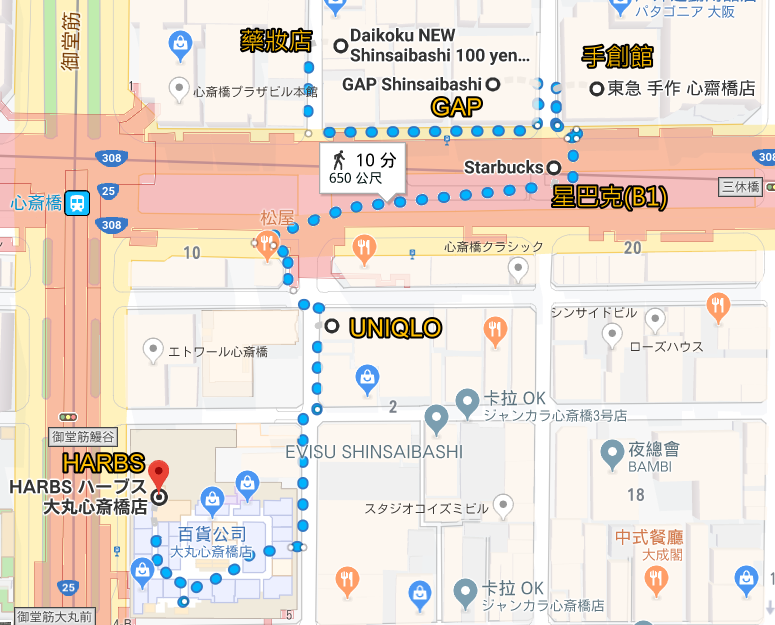 御堂筋
藥妝店
Daikoku NEW
Shinsaibashi 100 yen...
パタゴニア 大阪
手創館
GAP Shinsaibashi
GAP
東急 手作 心齋橋店
心斎橋プラザビル本館
1
308
10 分
650 公尺
Starbucks
308
25
心斎橋
308
三休橋
星巴克(B1)
松屋
10
心斎橋クラシック
20
シンサイドビル
UNIQLO
エトワール心斎橋
ローズハウス
2
卡拉 OK
ジャンカラ心斎橋3号店
御堂筋鰻谷
EVISU SHINSAIBASHI
夜總會
BAMBI
HARBS
HARBS ハーブス
大丸心斎橋店
18
スタジオコイズミビル
百貨公司
大丸心斎橋店
中式餐廳
大成閣
25
卡拉 OK
ジャンカラ心斎橋店
御堂筋大丸前
5
1